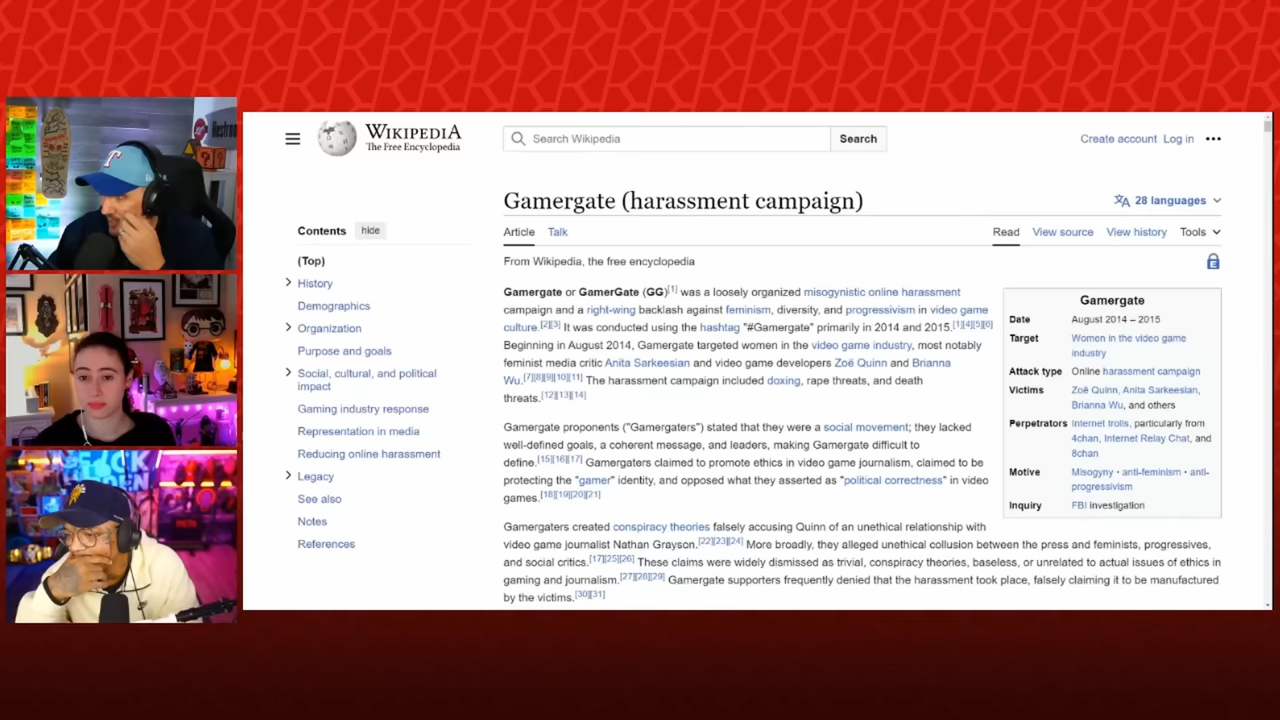 WIKIPEDIA
The Free Encyclopedia
Search Wikipedia
Search
Create account Log in
Gamergate (harassment campaign)
28 languages
Contents hide
Article Talk
Read View source View history Tools
(Top)
History
Demographics
Organization
Purpose and goals
Social, cultural, and political
impact
Gaming industry response
Representation in media
Reducing online harassment
Legacy
See also
Notes
References
From Wikipedia, the free encyclopedia
Gamergate or GamerGate (GG)[1] was a loosely organized misogynistic online harassment
campaign and a right-wing backlash against feminism, diversity, and progressivism in video game
culture.[2][3] It was conducted using the hashtag "#Gamergate" primarily in 2014 and 2015.[1][4][5][6]
Beginning in August 2014, Gamergate targeted women in the video game industry, most notably
feminist media critic Anita Sarkeesian and video game developers Zoë Quinn and Brianna
Wu.[7][8][9][10][11] The harassment campaign included doxing, rape threats, and death
threats.[12][13][14]
Gamergate proponents ("Gamergaters") stated that they were a social movement; they lacked
well-defined goals, a coherent message, and leaders, making Gamergate difficult to
define.[15][16][17] Gamergaters claimed to promote ethics in video game journalism, claimed to be
protecting the "gamer" identity, and opposed what they asserted as "political correctness" in video
games.[18][19][20][21]
Gamergaters created conspiracy theories falsely accusing Quinn of an unethical relationship with
video game journalist Nathan Grayson.[22][23][24] More broadly, they alleged unethical collusion between the press and feminists, progressives,
and social critics.[17][25][26] These claims were widely dismissed as trivial, conspiracy theories, baseless, or unrelated to actual issues of ethics in
gaming and journalism.[27][28][29] Gamergate supporters frequently denied that the harassment took place, falsely claiming it to be manufactured
by the victims.[30][31]
Gamergate
Date August 2014 – 2015
Target Women in the video game
industry
Attack type Online harassment campaign
Victims Zoë Quinn, Anita Sarkeesian,
Brianna Wu, and others
Perpetrators Internet trolls, particularly from
4chan, Internet Relay Chat, and
8chan
Motive Misogyny · anti-feminism · anti-
progressivism
Inquiry FBI investigation